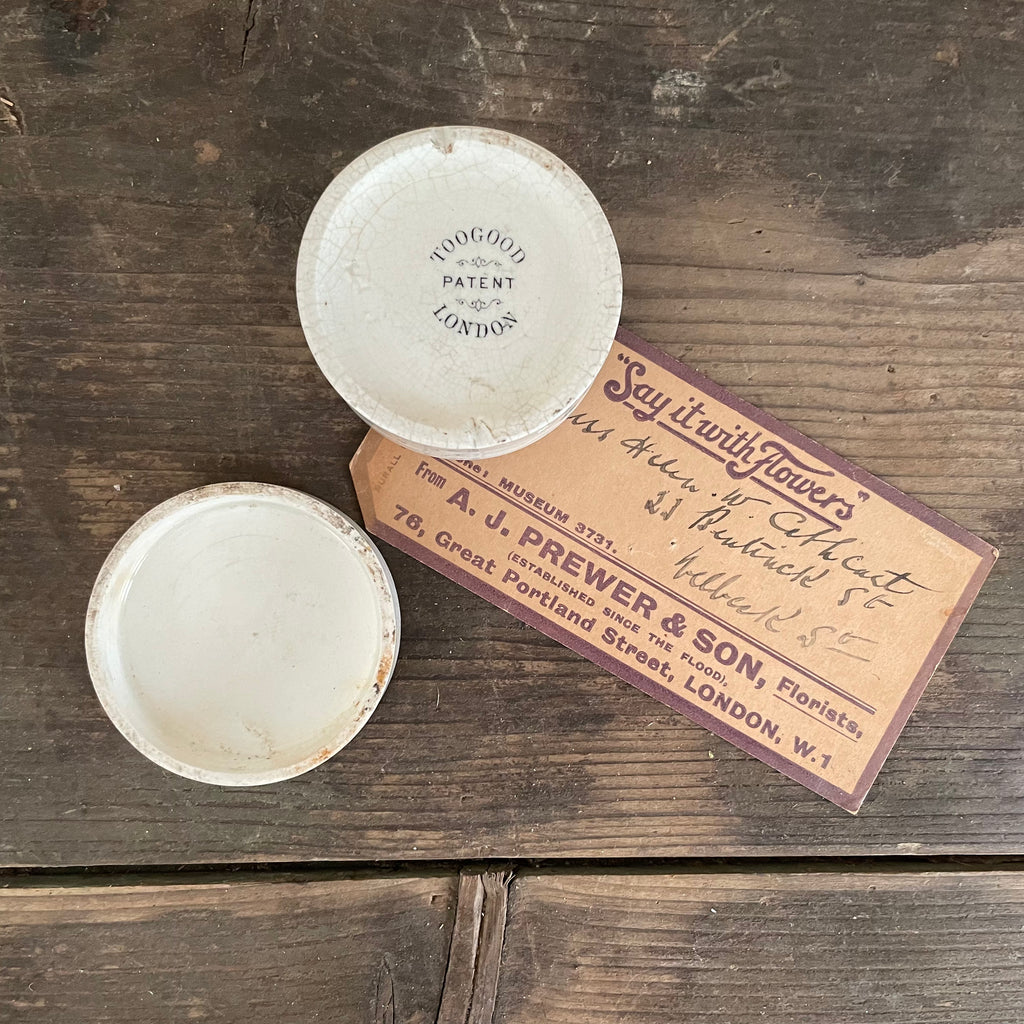 TOOGOOD
PATENT
LONDON
"Say it with Flowers"
W. Cathcart
Bentinck St
Welbeck St
MUSEUM 3731.
From A. J. PREWER & SON, Florists,
(ESTABLISHED SINCE THE FLOOD),
76, Great Portland Street, LONDON, W.1